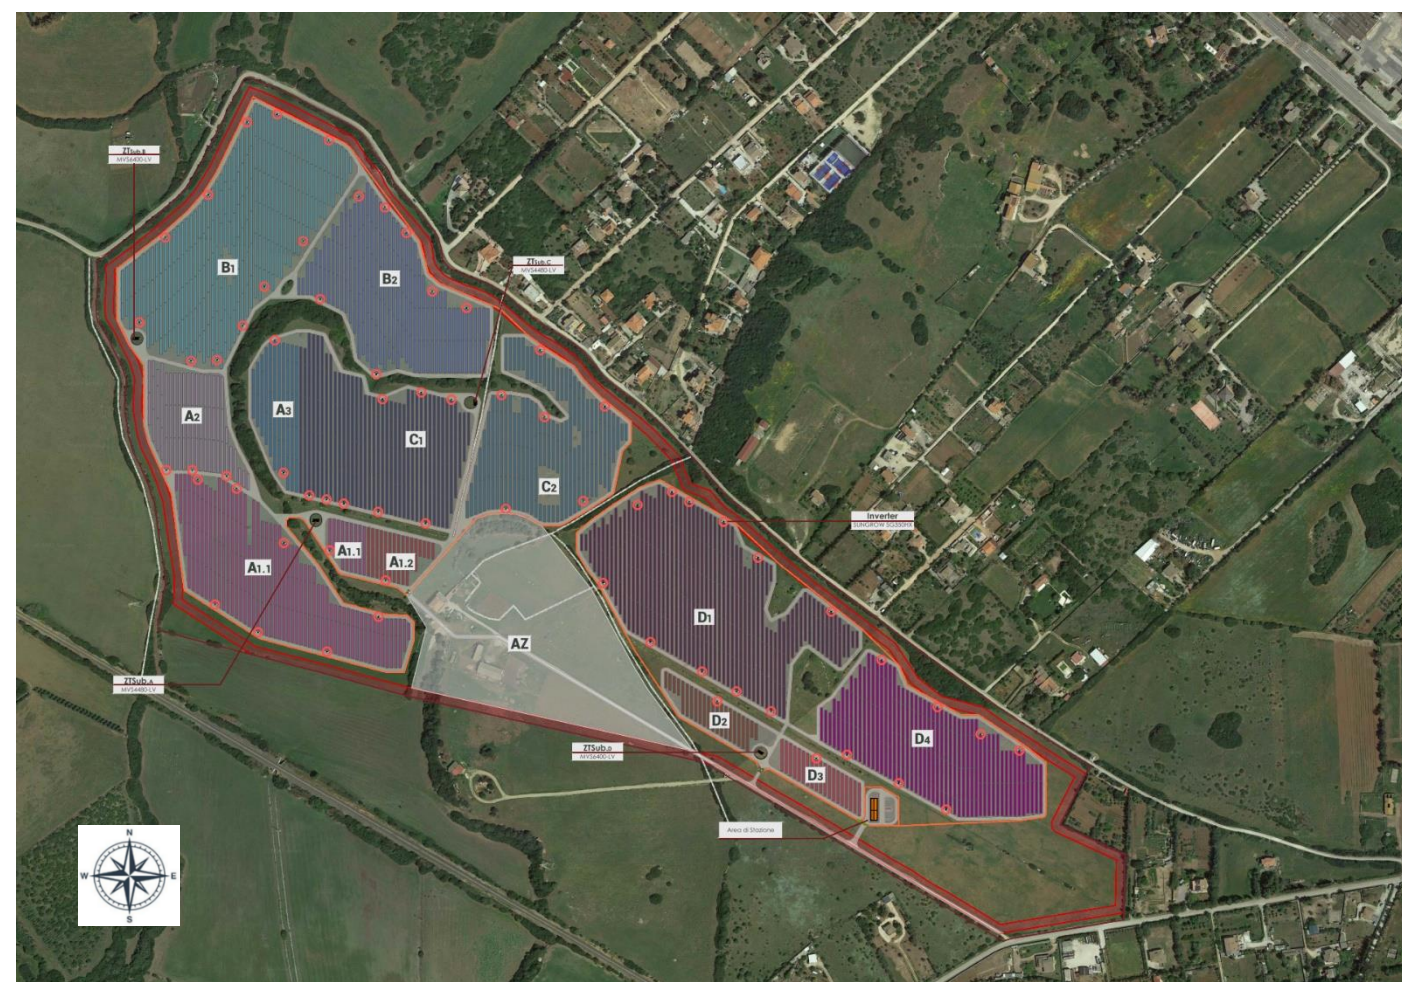 ZTSub.B
MVS6400-LV
ZTSub.C
MVS4480-LV
B1
B2
A3
A2
C1
C2
Inverter
SUNGROW SG350HX
A1.1
A1.2
A1.1
D1
AZ
ZTSub.A
MVS4480-LV
D2
D4
ZTSub.D
MVS6400-LV
D3
Area di Stazione
N
W
E
S